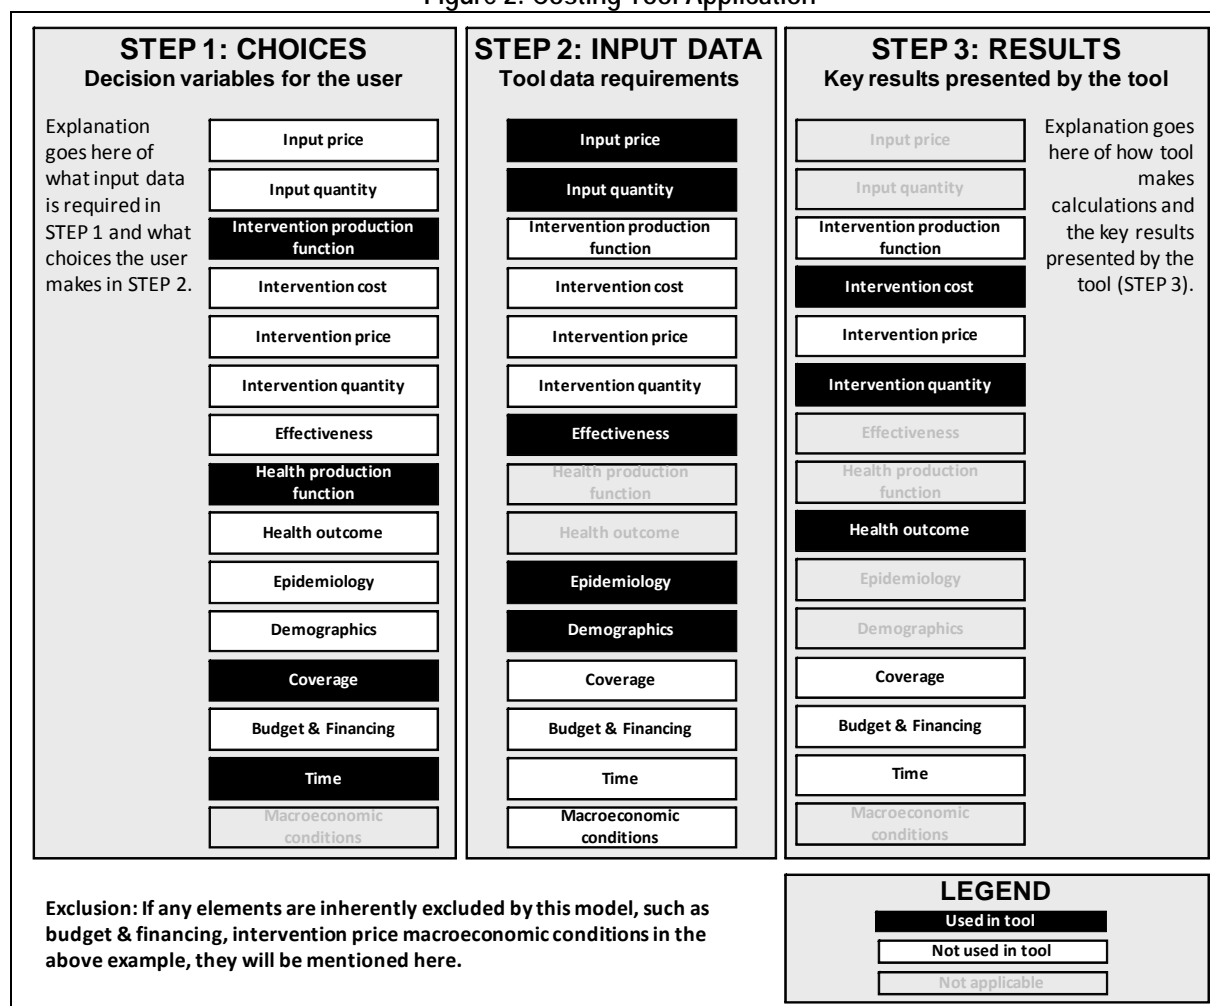 Figure 2: Costing Tool Application
STEP 1: CHOICES
Decision variables for the user
Explanation
goes here of
what input data
is required in
STEP 1 and what
choices the user
makes in STEP 2.
Input price
Input quantity
Intervention production
function
Intervention cost
Intervention price
Intervention quantity
Effectiveness
Health production
function
Health outcome
Epidemiology
Demographics
Coverage
Budget & Financing
Time
Macroeconomic
conditions
STEP 2: INPUT DATA
Tool data requirements
Input price
Input quantity
Intervention production
function
Intervention cost
Intervention price
Intervention quantity
Effectiveness
Health production
function
Health outcome
Epidemiology
Demographics
Coverage
Budget & Financing
Time
Macroeconomic
conditions
STEP 3: RESULTS
Key results presented by the tool
Input price
Input quantity
Intervention production
function
Intervention cost
Intervention price
Intervention quantity
Effectiveness
Health production
function
Health outcome
Epidemiology
Demographics
Coverage
Budget & Financing
Time
Macroeconomic
conditions
Explanation goes
here of how tool
makes
calculations and
the key results
presented by the
tool (STEP 3).
Exclusion: If any elements are inherently excluded by this model, such as
budget & financing, intervention price macroeconomic conditions in the
above example, they will be mentioned here.
LEGEND
Used in tool
Not used in tool
Not applicable